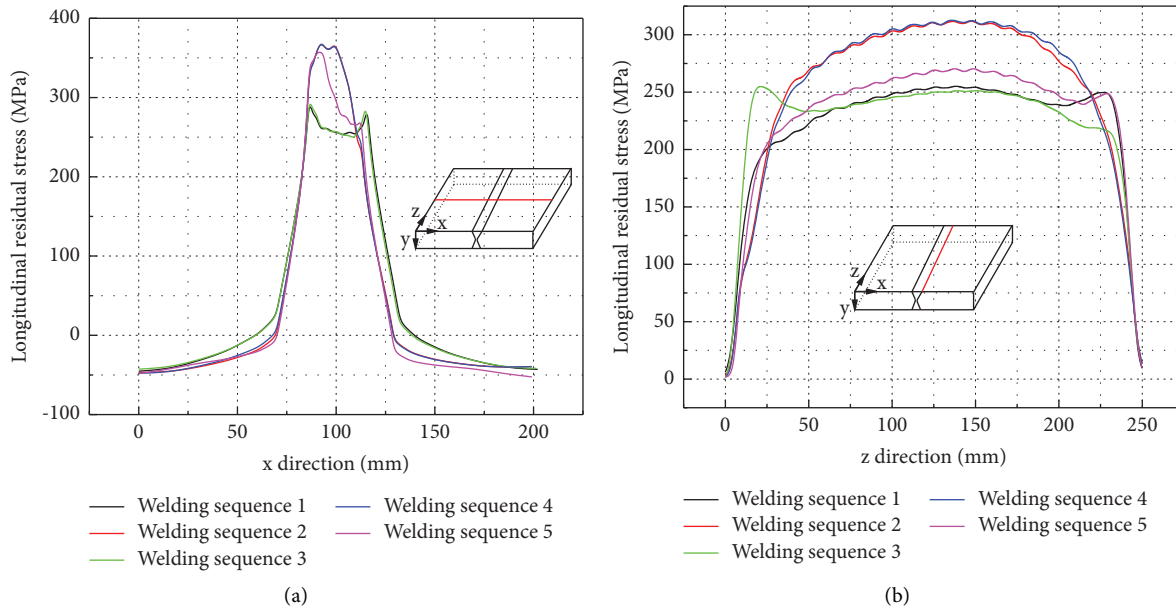 400
300
200
100
0
-100
Longitudinal residual stress (MPa)
0 50 100 150 200
x direction (mm)
z
x
y
Welding sequence 1
Welding sequence 2
Welding sequence 3
Welding sequence 4
Welding sequence 5
(a)
300
250
200
150
100
50
0
Longitudinal residual stress (MPa)
0 50 100 150 200 250
z direction (mm)
z
x
y
Welding sequence 1
Welding sequence 2
Welding sequence 3
Welding sequence 4
Welding sequence 5
(b)